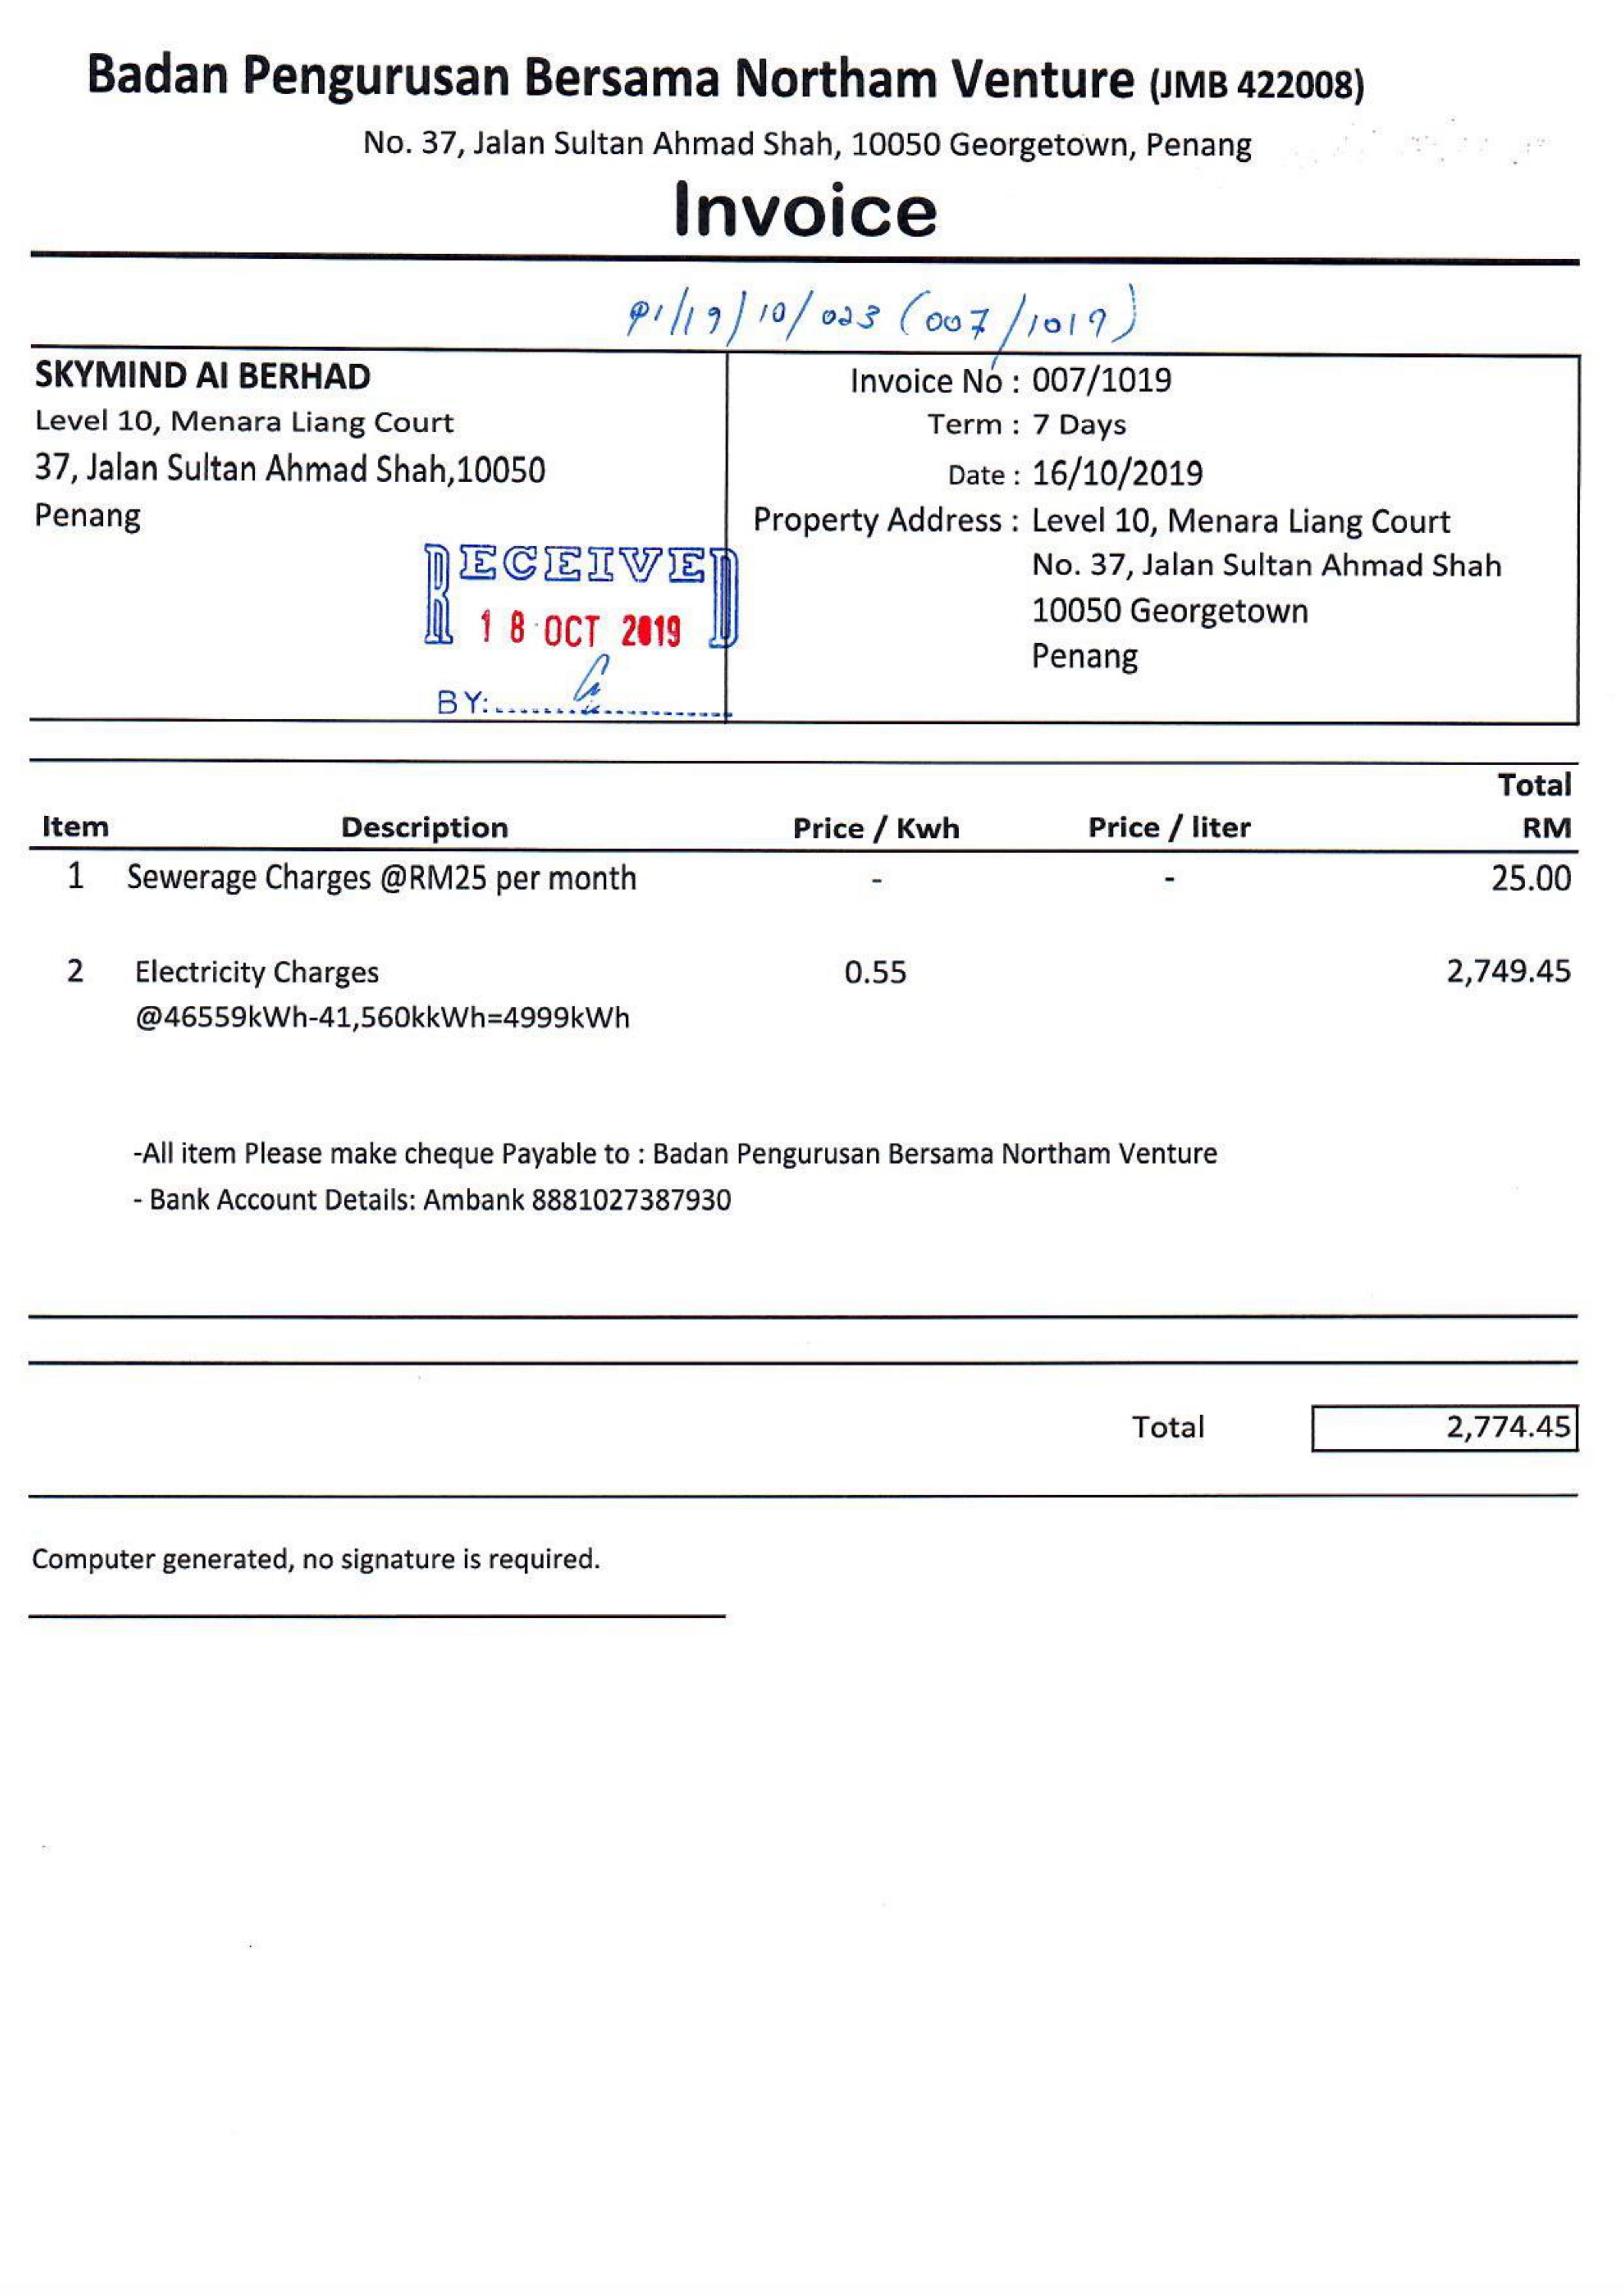 Badan Pengurusan Bersama Northam Venture (JMB 422008)
No. 37, Jalan Sultan Ahmad Shah, 10050 Georgetown, Penang
Invoice
PI/19/10/023 (007/1019)
SKYMIND AI BERHAD
Level 10, Menara Liang Court
37, Jalan Sultan Ahmad Shah,10050
Penang
RECEIVED
18 OCT 2019
BY:
Invoice No : 007/1019
Term : 7 Days
Date : 16/10/2019
Property Address : Level 10, Menara Liang Court
No. 37, Jalan Sultan Ahmad Shah
10050 Georgetown
Penang
Total
Item Description Price / Kwh Price / liter RM
1 Sewerage Charges @RM25 per month - - 25.00
2 Electricity Charges 0.55 2,749.45
@46559kWh-41,560kkWh=4999kWh
-All item Please make cheque Payable to : Badan Pengurusan Bersama Northam Venture
- Bank Account Details: Ambank 8881027387930
Total 2,774.45
Computer generated, no signature is required.